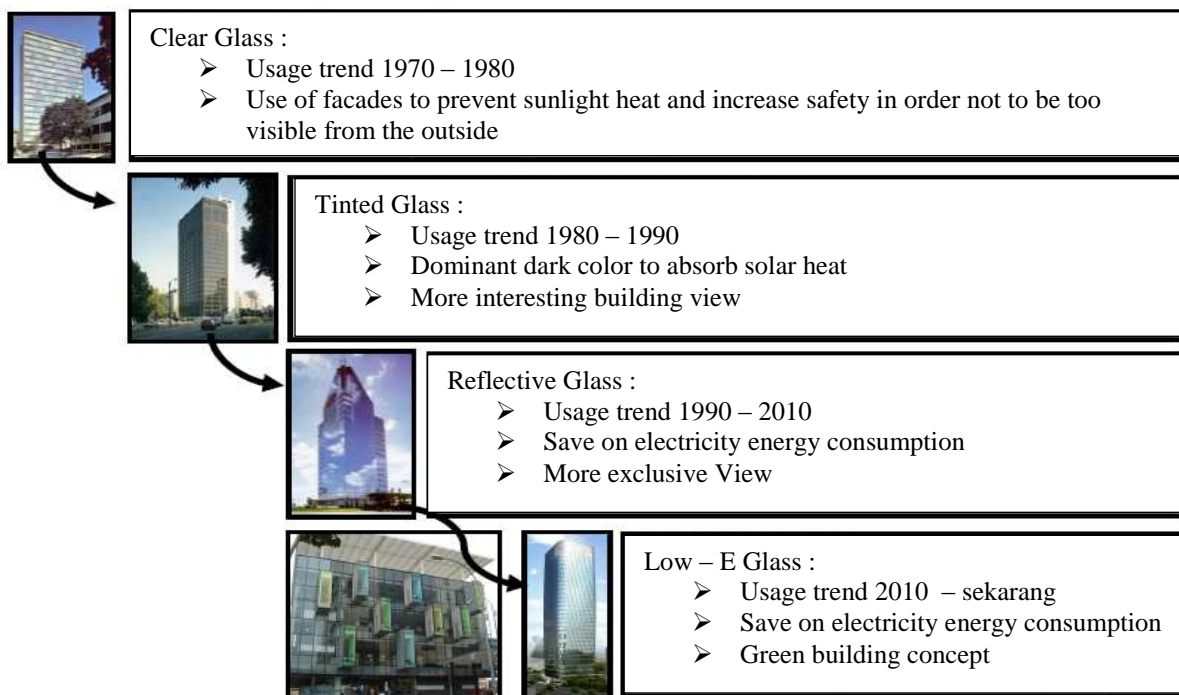 Clear Glass :
➢ Usage trend 1970 – 1980
➢ Use of facades to prevent sunlight heat and increase safety in order not to be too
visible from the outside
Tinted Glass :
➢ Usage trend 1980 – 1990
➢ Dominant dark color to absorb solar heat
➢ More interesting building view
Reflective Glass :
➢ Usage trend 1990 – 2010
➢ Save on electricity energy consumption
➢ More exclusive View
Low – E Glass :
➢ Usage trend 2010 – sekarang
➢ Save on electricity energy consumption
➢ Green building concept